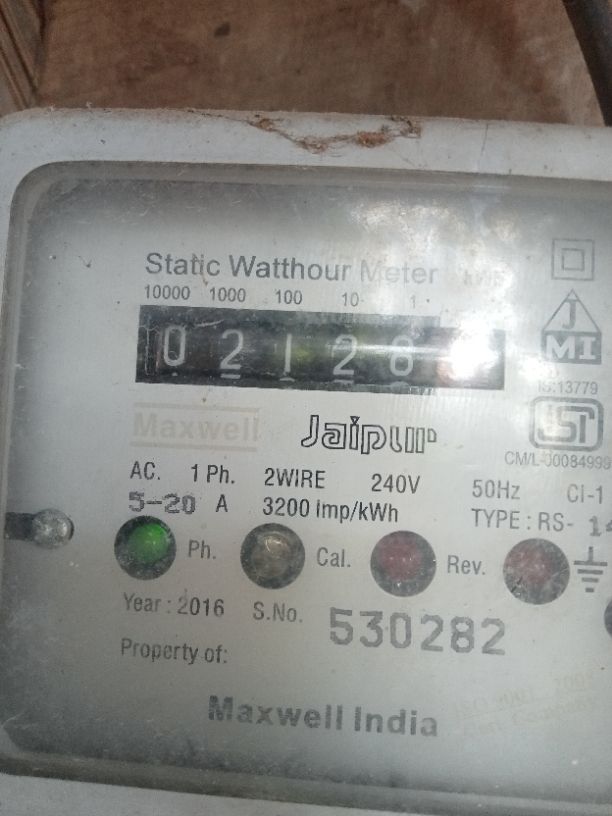 Static Watthour Meter kWh
10000 1000 100 10 1
0 2 1 2 8
J
MI
IS:13779
Maxwell
Jaipur
ISI
CM/L-00084999
AC. 1 Ph. 2WIRE 240V 50Hz Cl-1
5-20 A 3200 Imp/kWh TYPE : RS-
Ph. Cal. Rev.
Year : 2016 S.No. 530282
Property of:
Maxwell India